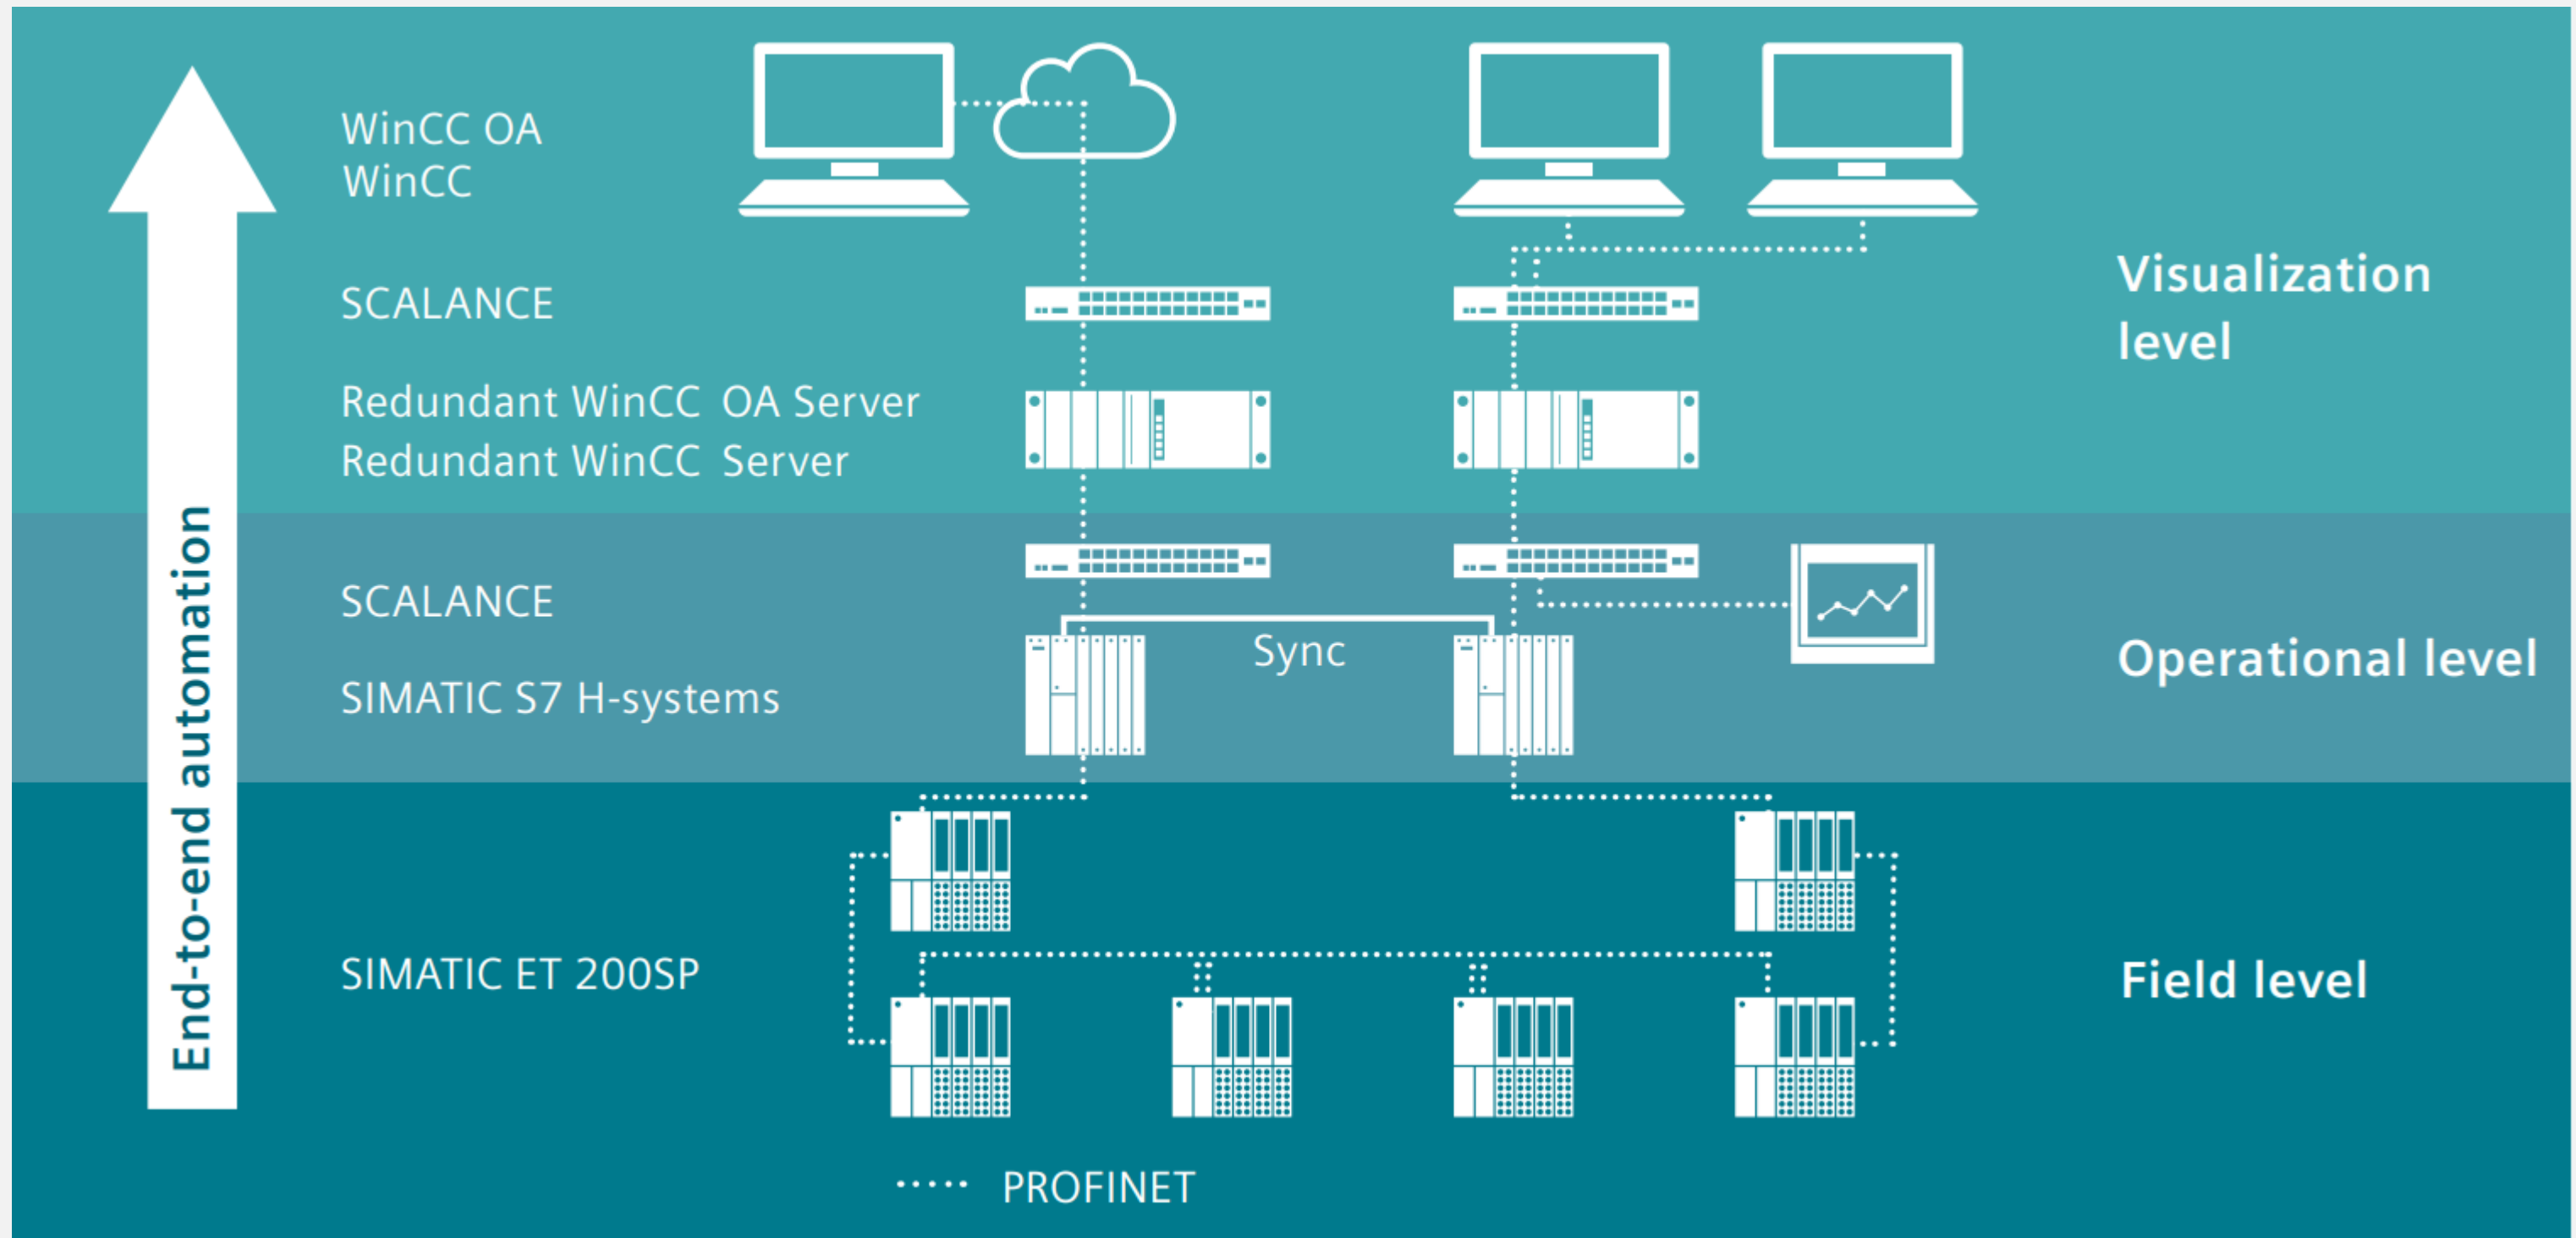 WinCC OA
WinCC
SCALANCE
Visualization
level
Redundant WinCC OA Server
Redundant WinCC Server
End-to-end automation
SCALANCE
Sync
SIMATIC S7 H-systems
Operational level
SIMATIC ET 200SP
Field level
PROFINET